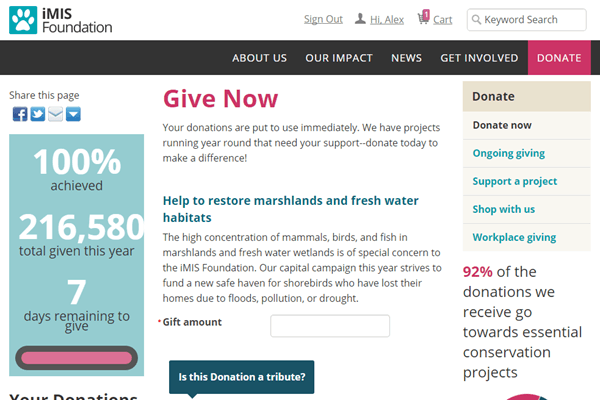 iMIS
Foundation
Sign Out
Hi, Alex
1
Cart
Keyword Search
ABOUT US
OUR IMPACT
NEWS
GET INVOLVED
DONATE
Share this page
100%
achieved
216,580
total given this year
7
days remaining to
give
Your Donations
Give Now
Your donations are put to use immediately. We have projects
running year round that need your support--donate today to
make a difference!
Help to restore marshlands and fresh water
habitats
The high concentration of mammals, birds, and fish in
marshlands and fresh water wetlands is of special concern to
the iMIS Foundation. Our capital campaign this year strives to
fund a new safe haven for shorebirds who have lost their
homes due to floods, pollution, or drought.
* Gift amount
Is this Donation a tribute?
Donate
Donate now
Ongoing giving
Support a project
Shop with us
Workplace giving
92% of the
donations we
receive go
towards essential
conservation
projects